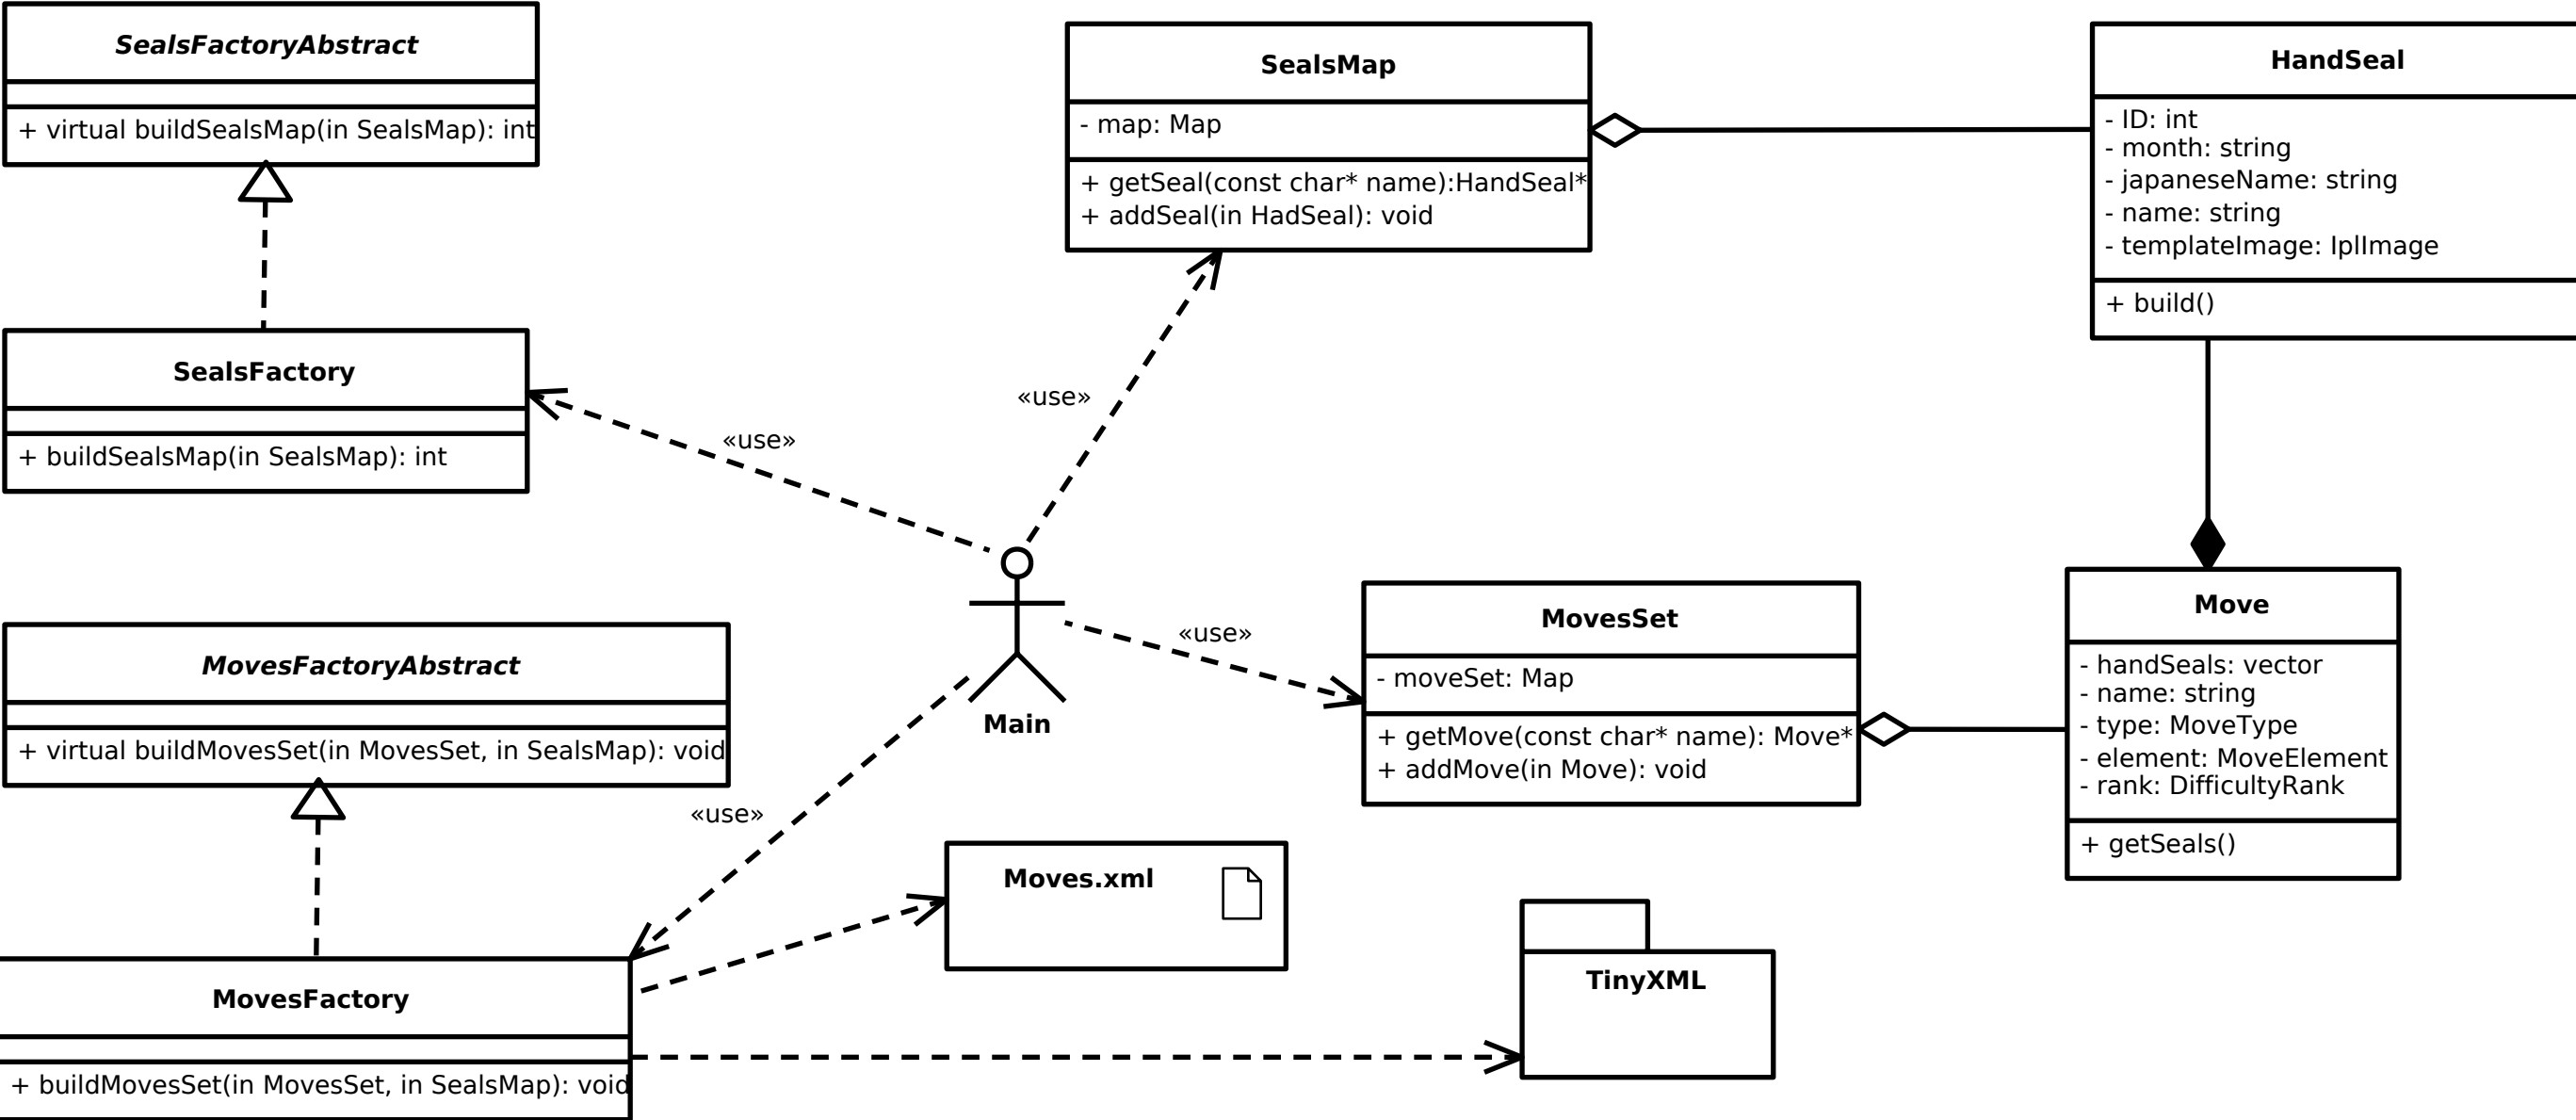 SealsFactoryAbstract
+ virtual buildSealsMap(in SealsMap): int
SealsMap
- map: Map
+ getSeal(const char* name):HandSeal*
+ addSeal(in HadSeal): void
HandSeal
- ID: int
- month: string
- japaneseName: string
- name: string
- templateImage: IplImage
+ build()
SealsFactory
+ buildSealsMap(in SealsMap): int
«use»
«use»
Main
«use»
«use»
MovesSet
- moveSet: Map
+ getMove(const char* name): Move*
+ addMove(in Move): void
Move
- handSeals: vector
- name: string
- type: MoveType
- element: MoveElement
- rank: DifficultyRank
+ getSeals()
MovesFactoryAbstract
+ virtual buildMovesSet(in MovesSet, in SealsMap): void
Moves.xml
TinyXML
MovesFactory
+ buildMovesSet(in MovesSet, in SealsMap): void